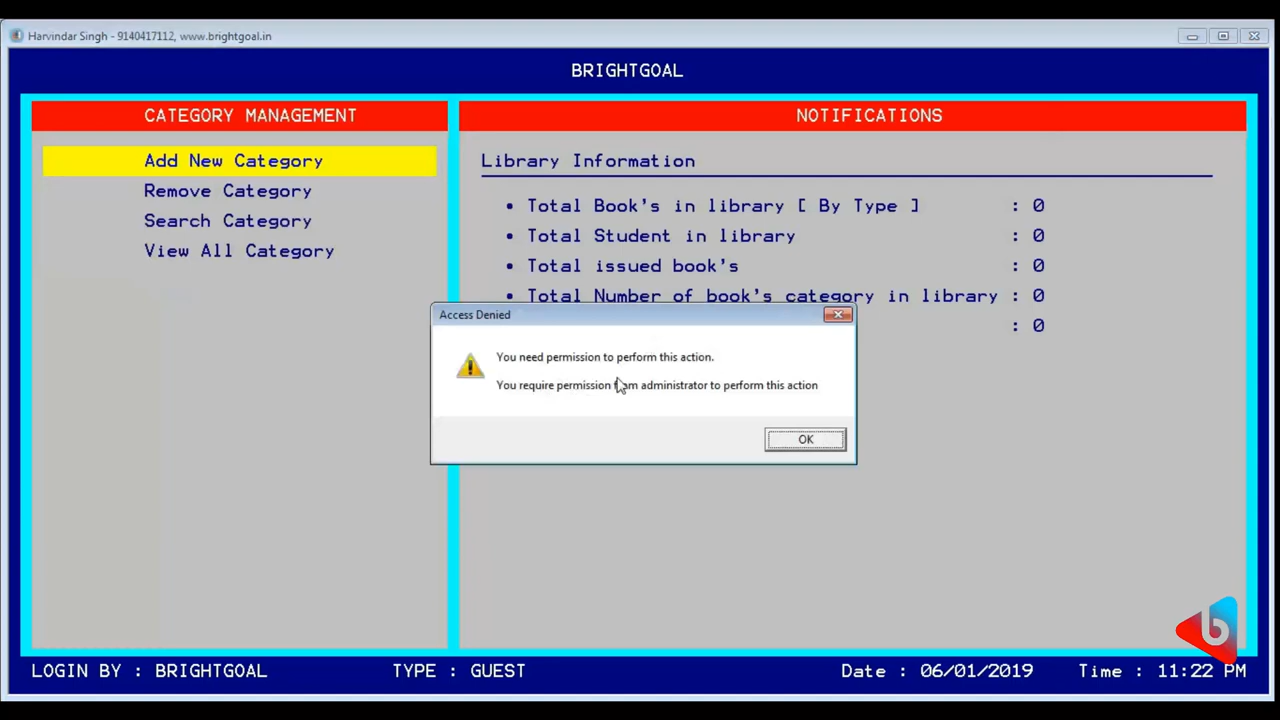 Harvindar Singh - 9140417112, www.brightgoal.in
BRIGHTGOAL
CATEGORY MANAGEMENT
Add New Category
Remove Category
Search Category
View All Category
NOTIFICATIONS
Library Information
• Total Book's in library [ By Type ] : 0
• Total Student in library : 0
• Total issued book's : 0
• Total Number of book's category in library : 0
: 0
Access Denied
You need permission to perform this action.
You require permission from administrator to perform this action
OK
b
LOGIN BY : BRIGHTGOAL TYPE : GUEST Date : 06/01/2019 Time : 11:22 PM